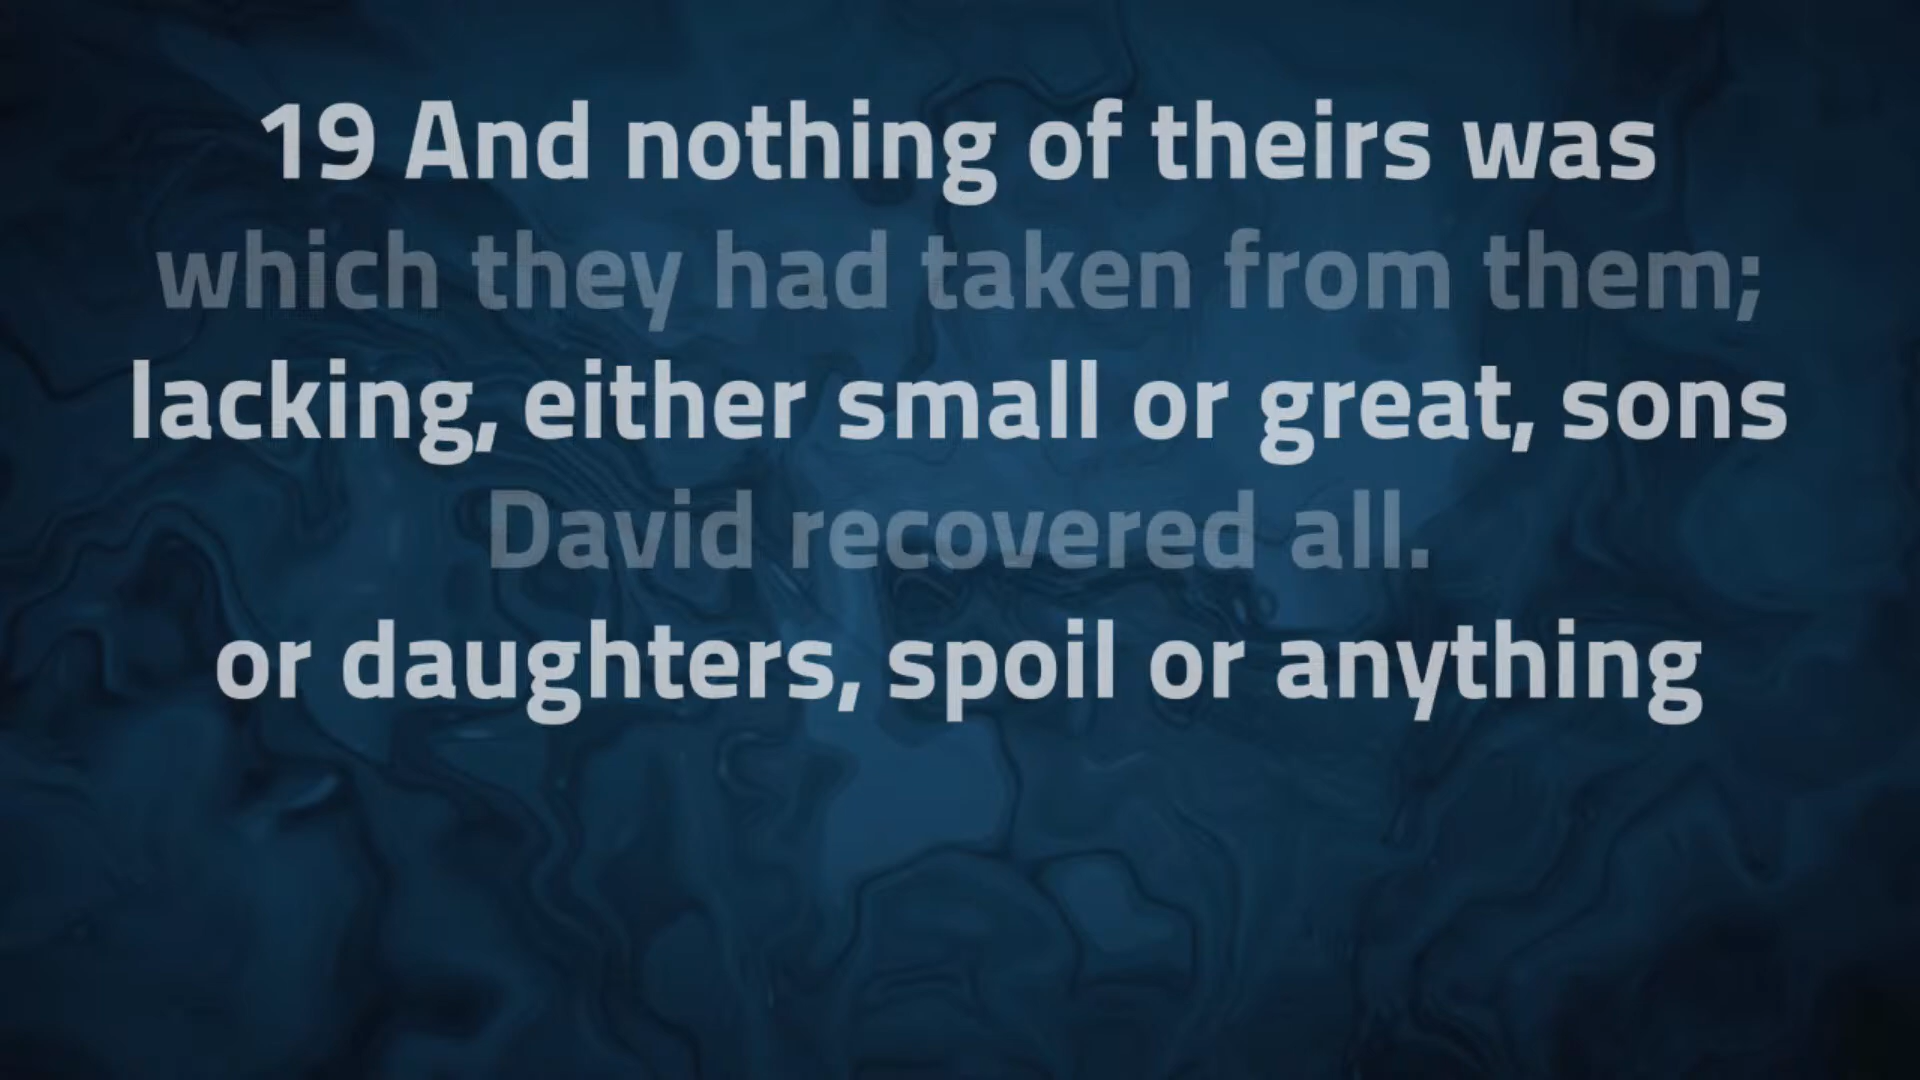 19 And nothing of theirs was
which they had taken from them;
lacking, either small or great, sons
David recovered all.
or daughters, spoil or anything